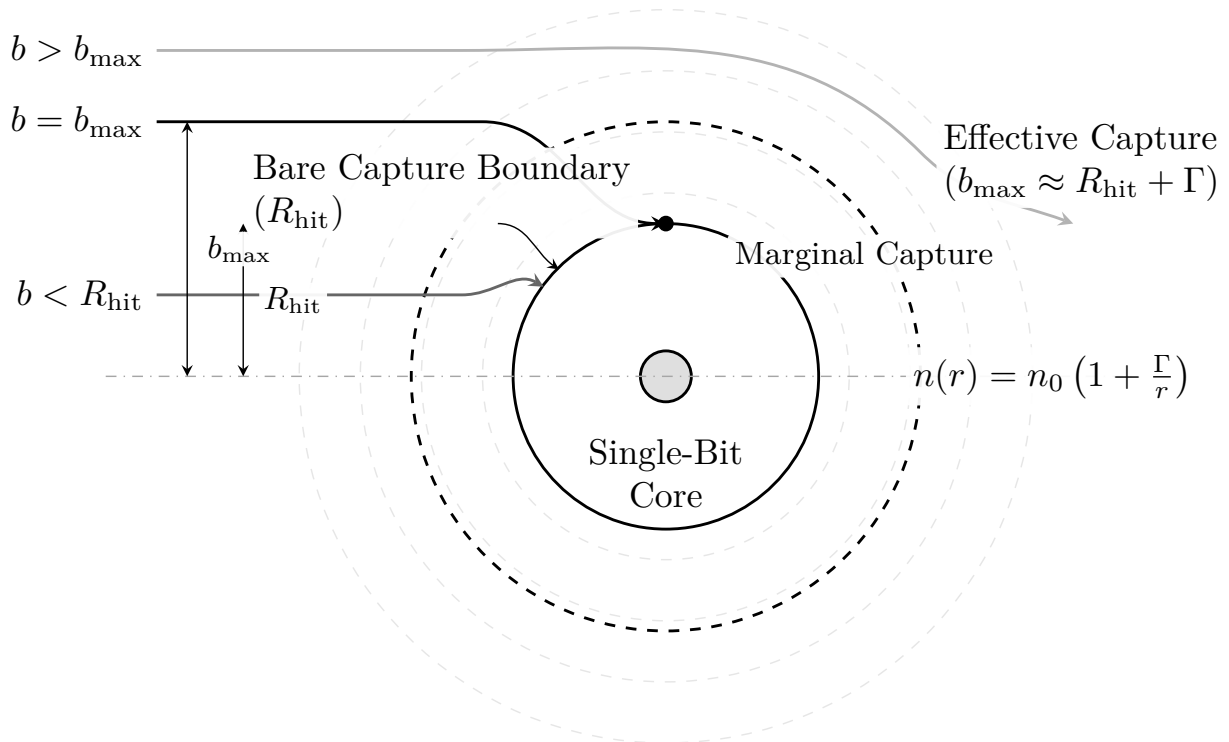 b > b_max
b = b_max
Effective Capture
(b_max ≈ R_hit + Γ)
Bare Capture Boundary
(R_hit)
b_max
Marginal Capture
b < R_hit
R_hit
n(r) = n_0 (1 + Γ/r)
Single-Bit
Core